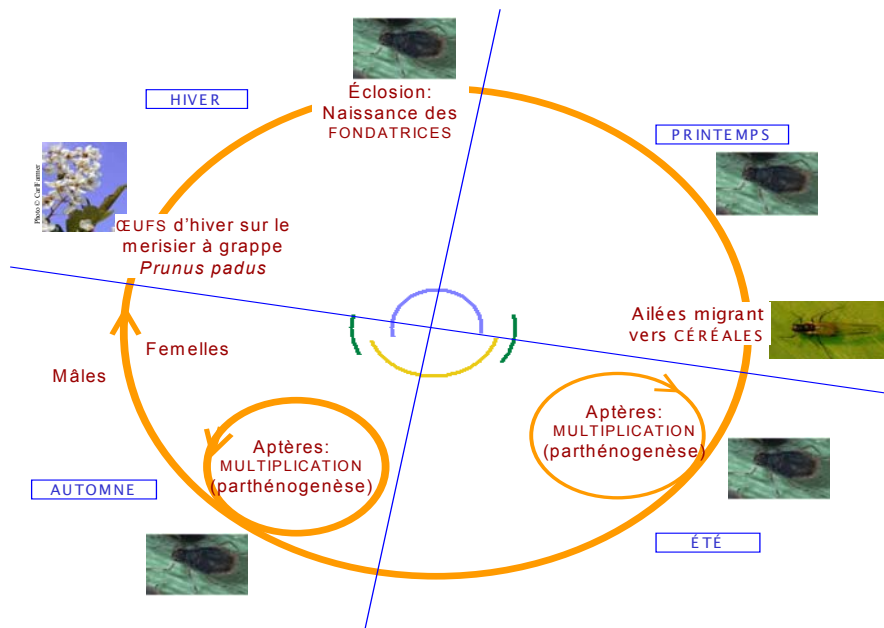 HIVER
Éclosion:
Naissance des
FONDATRICES
PRINTEMPS
Photo © CarlFarmer
ŒUFS d'hiver sur le
merisier à grappe
Prunus padus
Ailées migrant
vers CÉRÉALES
Femelles
Mâles
Aptères:
MULTIPLICATION
(parthénogenèse)
Aptères:
MULTIPLICATION
(parthénogenèse)
AUTOMNE
ÉTÉ